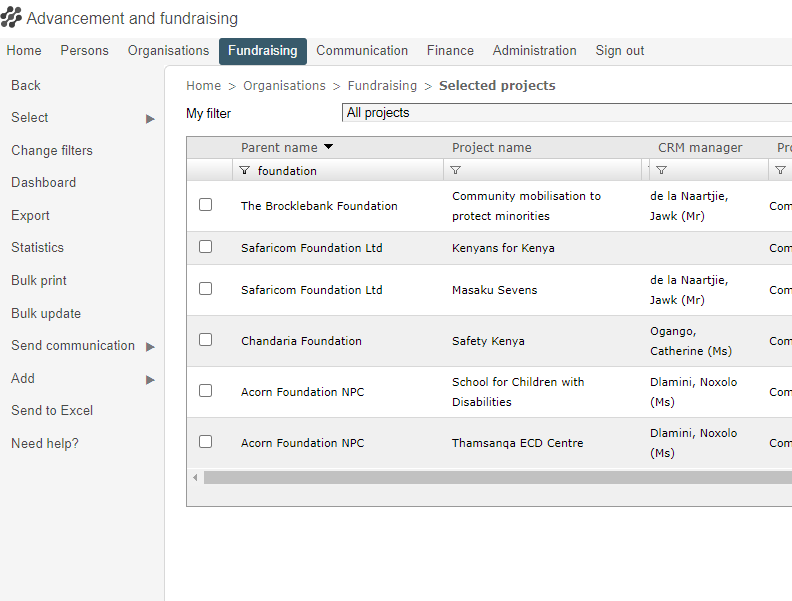 Advancement and fundraising
Home Persons Organisations Fundraising Communication Finance Administration Sign out
Back
Select
Change filters
Dashboard
Export
Statistics
Bulk print
Bulk update
Send communication
Add
Send to Excel
Need help?
Home > Organisations > Fundraising > Selected projects
My filter All projects
Parent name Project name CRM manager Pro
foundation
The Brocklebank Foundation Community mobilisation to protect minorities de la Naartjie, Jawk (Mr) Com
Safaricom Foundation Ltd Kenyans for Kenya Com
Safaricom Foundation Ltd Masaku Sevens de la Naartjie, Jawk (Mr) Com
Chandaria Foundation Safety Kenya Ogango, Catherine (Ms) Com
Acorn Foundation NPC School for Children with Disabilities Dlamini, Noxolo (Ms) Com
Acorn Foundation NPC Thamsanqa ECD Centre Dlamini, Noxolo (Ms) Com